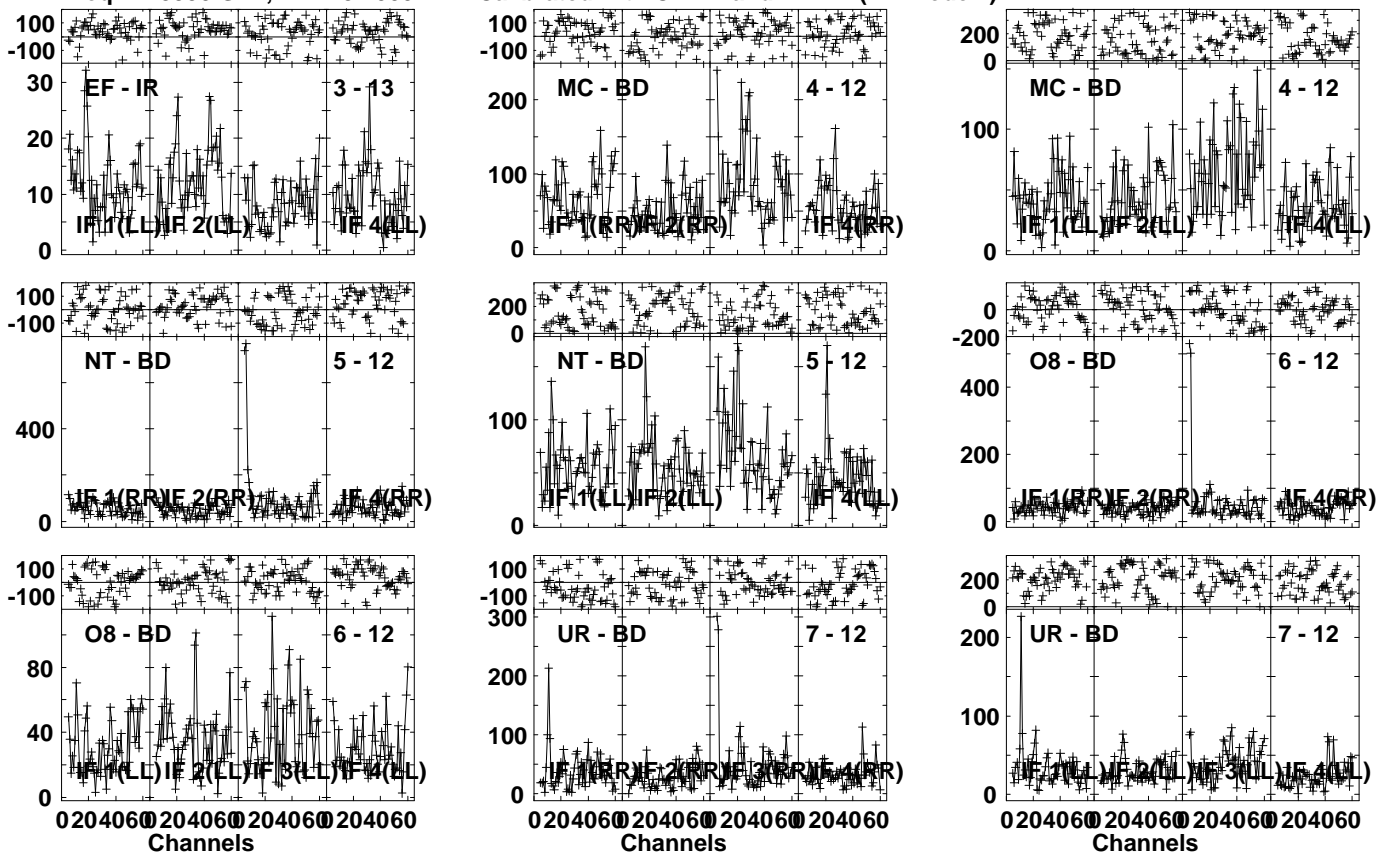 100
-100
EF - IR 3 - 13
30
20
10
0
IF 1(LL) IF 2(LL) IF 4(LL)
100
-100
MC - BD 4 - 12
200
100
0
IF 1(RR) IF 2(RR) IF 4(RR)
200
0
MC - BD 4 - 12
100
0
IF 1(LL) IF 2(LL) IF 4(LL)
100
-100
NT - BD 5 - 12
400
0
IF 1(RR) IF 2(RR) IF 4(RR)
200
0
NT - BD 5 - 12
100
0
IF 1(LL) IF 2(LL) IF 4(LL)
0
-200
O8 - BD 6 - 12
400
200
0
IF 1(RR) IF 2(RR) IF 4(RR)
100
-100
O8 - BD 6 - 12
80
40
0
IF 1(LL) IF 2(LL) IF 3(LL) IF 4(LL)
0 20 40 60 0 20 40 60 0 20 40 60 0 20 40 60
Channels
100
-100
300
UR - BD 7 - 12
200
100
0
IF 1(RR) IF 2(RR) IF 3(RR) IF 4(RR)
0 20 40 60 0 20 40 60 0 20 40 60 0 20 40 60
Channels
200
0
UR - BD 7 - 12
200
100
0
IF 1(LL) IF 2(LL) IF 3(LL) IF 4(LL)
0 20 40 60 0 20 40 60 0 20 40 60 0 20 40 60
Channels